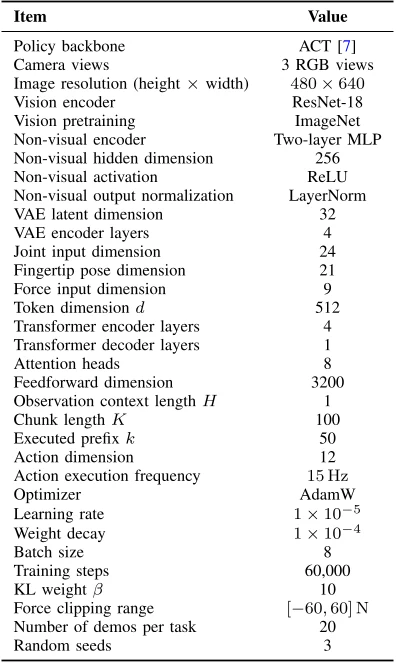 Item Value
Policy backbone ACT [7]
Camera views 3 RGB views
Image resolution (height × width) 480 × 640
Vision encoder ResNet-18
Vision pretraining ImageNet
Non-visual encoder Two-layer MLP
Non-visual hidden dimension 256
Non-visual activation ReLU
Non-visual output normalization LayerNorm
VAE latent dimension 32
VAE encoder layers 4
Joint input dimension 24
Fingertip pose dimension 21
Force input dimension 9
Token dimension d 512
Transformer encoder layers 4
Transformer decoder layers 1
Attention heads 8
Feedforward dimension 3200
Observation context length H 1
Chunk length K 100
Executed prefix k 50
Action dimension 12
Action execution frequency 15 Hz
Optimizer AdamW
Learning rate 1 × 10⁻⁵
Weight decay 1 × 10⁻⁴
Batch size 8
Training steps 60,000
KL weight β 10
Force clipping range [−60, 60] N
Number of demos per task 20
Random seeds 3